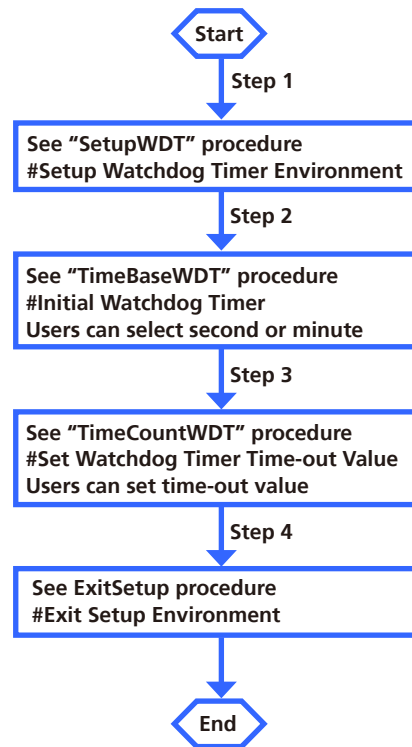 Start
Step 1
See “SetupWDT” procedure
#Setup Watchdog Timer Environment
Step 2
See “TimeBaseWDT” procedure
#Initial Watchdog Timer
Users can select second or minute
Step 3
See “TimeCountWDT” procedure
#Set Watchdog Timer Time-out Value
Users can set time-out value
Step 4
See ExitSetup procedure
#Exit Setup Environment
End